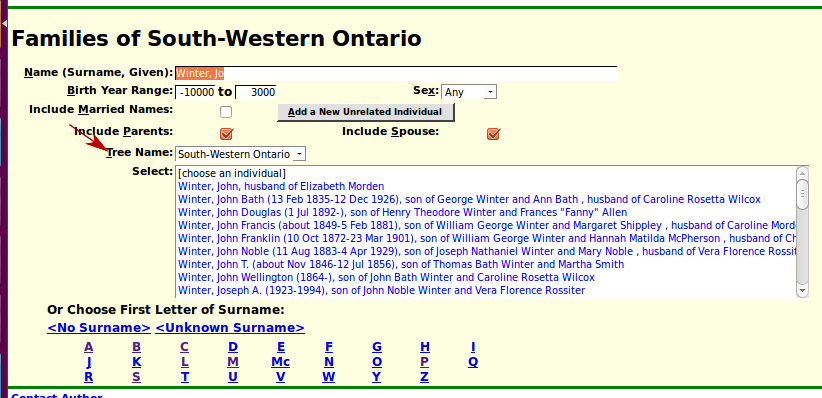 Families of South-Western Ontario
Name (Surname, Given): Winter, Jo
Birth Year Range: -10000 to 3000 Sex: Any
Include Married Names: Add a New Unrelated Individual
Include Parents: Include Spouse:
Tree Name: South-Western Ontario
Select: [choose an individual]
Winter, John, husband of Elizabeth Morden
Winter, John Bath (13 Feb 1835-12 Dec 1926), son of George Winter and Ann Bath , husband of Caroline Rosetta Wilcox
Winter, John Douglas (1 Jul 1892-), son of Henry Theodore Winter and Frances "Fanny" Allen
Winter, John Francis (about 1849-5 Feb 1881), son of William George Winter and Margaret Shippley , husband of Caroline Mord
Winter, John Franklin (10 Oct 1872-23 Mar 1901), son of William George Winter and Hannah Matilda McPherson , husband of Ch
Winter, John Noble (11 Aug 1883-4 Apr 1929), son of Joseph Nathaniel Winter and Mary Noble , husband of Vera Florence Rossit
Winter, John T. (about Nov 1846-12 Jul 1856), son of Thomas Bath Winter and Martha Smith
Winter, John Wellington (1864-), son of John Bath Winter and Caroline Rosetta Wilcox
Winter, Joseph A. (1923-1994), son of John Noble Winter and Vera Florence Rossiter
Or Choose First Letter of Surname:
<No Surname> <Unknown Surname>
A B C D E F G H I
J K L M Mc N O P Q
R S T U V W Y Z
Contact Author